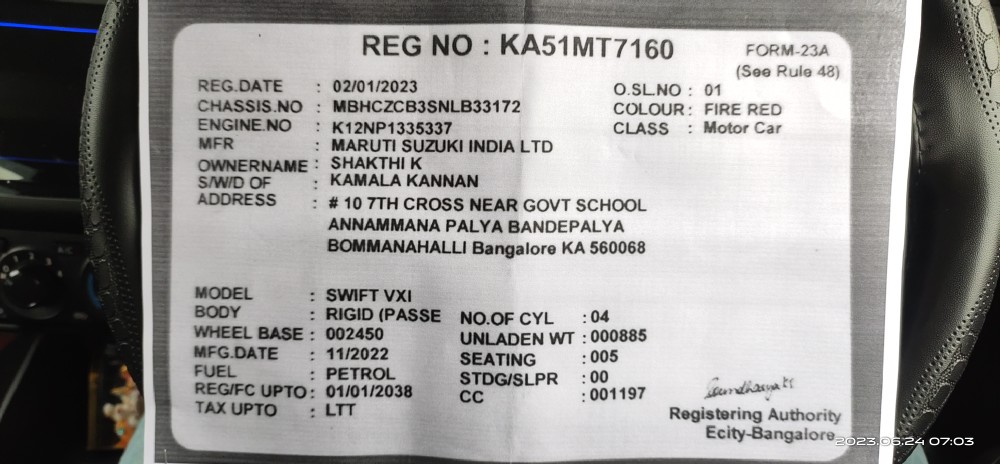 REG NO : KA51MT7160
FORM-23A
(See Rule 48)
REG.DATE : 02/01/2023
O.SL.NO : 01
CHASSIS.NO : MBHCZCB3SNLB33172
COLOUR : FIRE RED
ENGINE.NO : K12NP1335337
CLASS : Motor Car
MFR : MARUTI SUZUKI INDIA LTD
OWNERNAME : SHAKTHI K
S/W/D OF : KAMALA KANNAN
ADDRESS : # 10 7TH CROSS NEAR GOVT SCHOOL
ANNAMMANA PALYA BANDEPALYA
BOMMANAHALLI Bangalore KA 560068
MODEL : SWIFT VXI
BODY : RIGID (PASSE
NO.OF CYL : 04
WHEEL BASE : 002450
UNLADEN WT : 000885
MFG.DATE : 11/2022
SEATING : 005
FUEL : PETROL
STDG/SLPR : 00
REG/FC UPTO : 01/01/2038
CC : 001197
TAX UPTO : LTT
Registering Authority
Ecity-Bangalore
2023.05.24 07:03